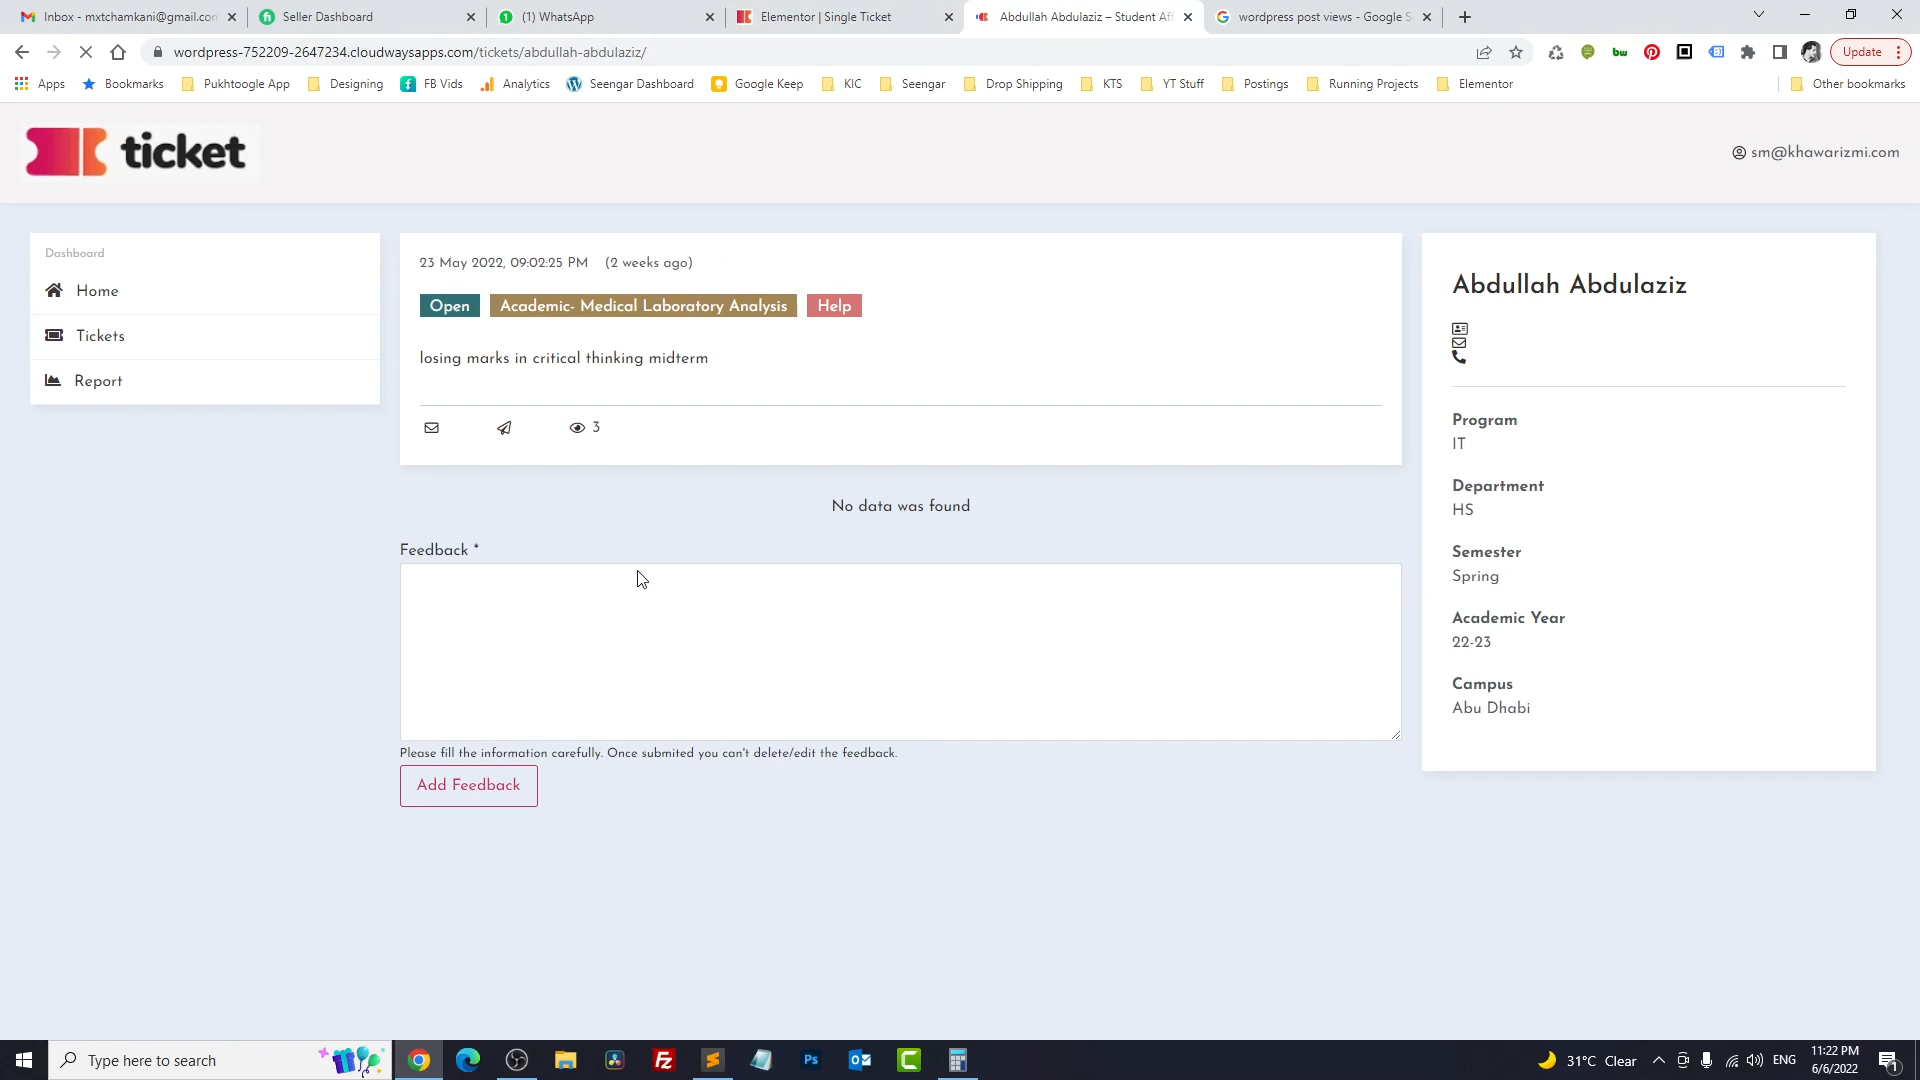 Inbox - mxtchamkani@gmail.con
Seller Dashboard
(1) WhatsApp
Elementor | Single Ticket
Abdullah Abdulaziz – Student Aff
wordpress post views - Google S
wordpress-752209-2647234.cloudwaysapps.com/tickets/abdullah-abdulaziz/
Update
Apps
Bookmarks
Pukhtoogle App
Designing
FB Vids
Analytics
Seengar Dashboard
Google Keep
KIC
Seengar
Drop Shipping
KTS
YT Stuff
Postings
Running Projects
Elementor
Other bookmarks
ticket
sm@khawarizmi.com
Dashboard
Home
Tickets
Report
23 May 2022, 09:02:25 PM (2 weeks ago)
Open Academic- Medical Laboratory Analysis Help
losing marks in critical thinking midterm
3
No data was found
Feedback *
Please fill the information carefully. Once submited you can't delete/edit the feedback.
Add Feedback
Abdullah Abdulaziz
Program
IT
Department
HS
Semester
Spring
Academic Year
22-23
Campus
Abu Dhabi
Type here to search
31°C Clear
ENG
11:22 PM
6/6/2022
1